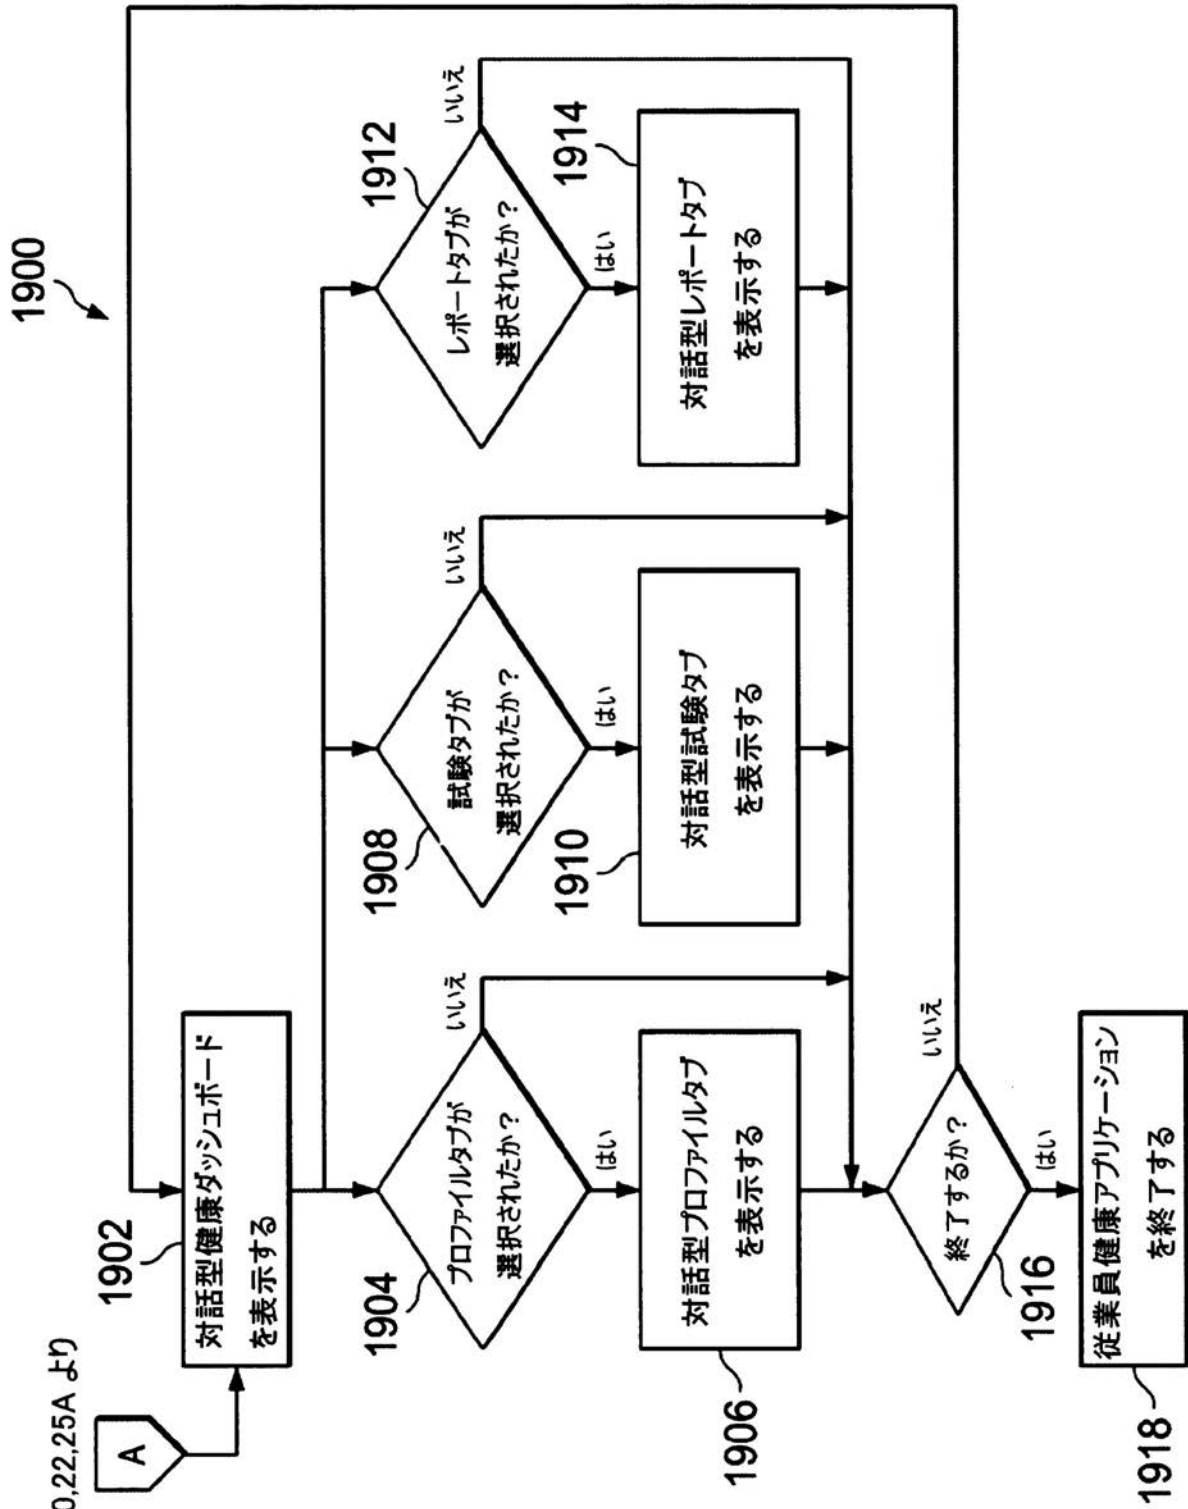 1900
0,22,25A より
A
1902
対話型健康ダッシュボード
を表示する
1904
プロファイルタブが
選択されたか?
いいえ
はい
1906
対話型プロファイルタブ
を表示する
1908
試験タブが
選択されたか?
いいえ
はい
1910
対話型試験タブ
を表示する
1912
レポートタブが
選択されたか?
いいえ
はい
1914
対話型レポートタブ
を表示する
1916
終了するか?
いいえ
はい
1918
従業員健康アプリケーション
を終了する